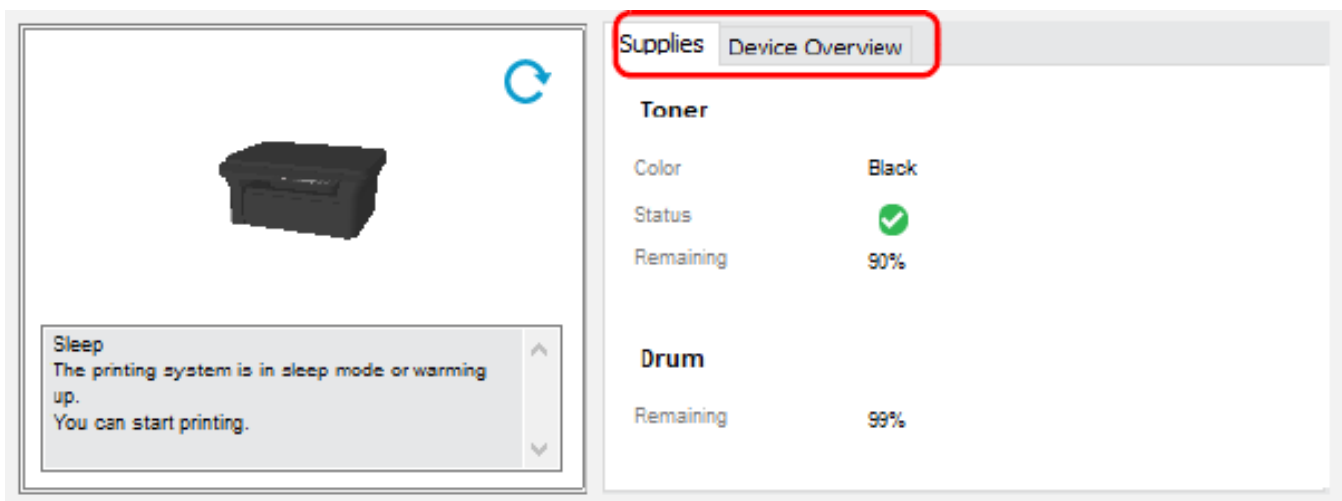 Supplies Device Overview
Toner
Color Black
Status
Remaining 90%
Drum
Remaining 99%
Sleep
The printing system is in sleep mode or warming
up.
You can start printing.